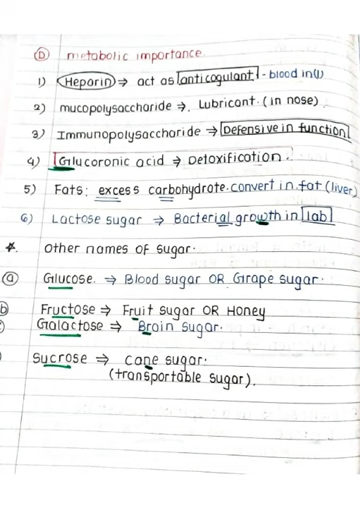 D metabolic importance
1) Heparin → act as anticoagulant - blood in
2) mucopolysaccharide → Lubricant. (in nose)
3) Immunopolysaccharide → Defensive in function
4) Glucoronic acid → Detoxification.
5) Fats: excess carbohydrate convert in fat (liver)
6) Lactose sugar → Bacterial growth in lab
* Other names of sugar.
a Glucose. → Blood sugar OR Grape sugar.
b Fructose → Fruit sugar OR Honey
Galactose → Brain sugar.
Sucrose → cane sugar.
(transportable sugar).